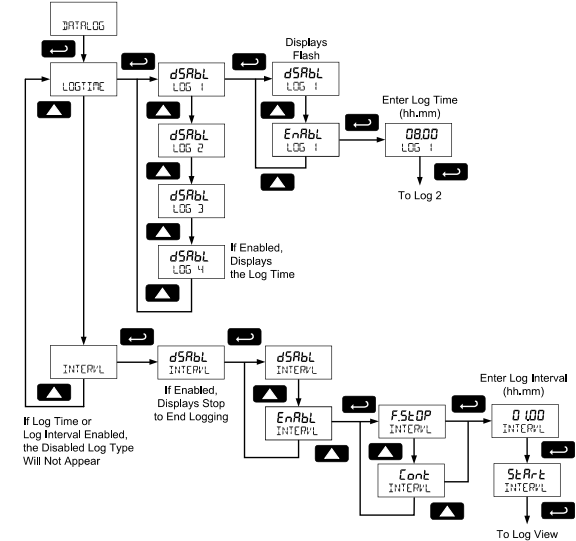 DATALOG
LOGTIME
dSAbL
LOG 1
Displays
Flash
dSAbL
LOG 1
dSAbL
LOG 2
EnAbL
LOG 1
Enter Log Time
(hh.mm)
08.00
LOG 1
To Log 2
dSAbL
LOG 3
dSAbL
LOG 4
If Enabled,
Displays
the Log Time
INTERVL
dSAbL
INTERVL
dSAbL
INTERVL
If Enabled,
Displays Stop
to End Logging
If Log Time or
Log Interval Enabled,
the Disabled Log Type
Will Not Appear
EnAbL
INTERVL
F.StOP
INTERVL
Cont
INTERVL
Enter Log Interval
(hh.mm)
01.00
INTERVL
StArt
INTERVL
To Log View